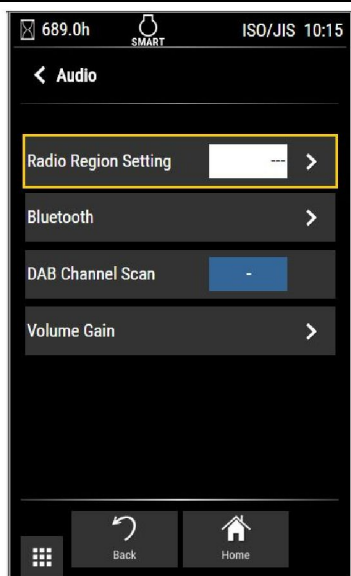 689.0h SMART ISO/JIS 10:15
Audio
Radio Region Setting ---
Bluetooth
DAB Channel Scan -
Volume Gain
Back Home